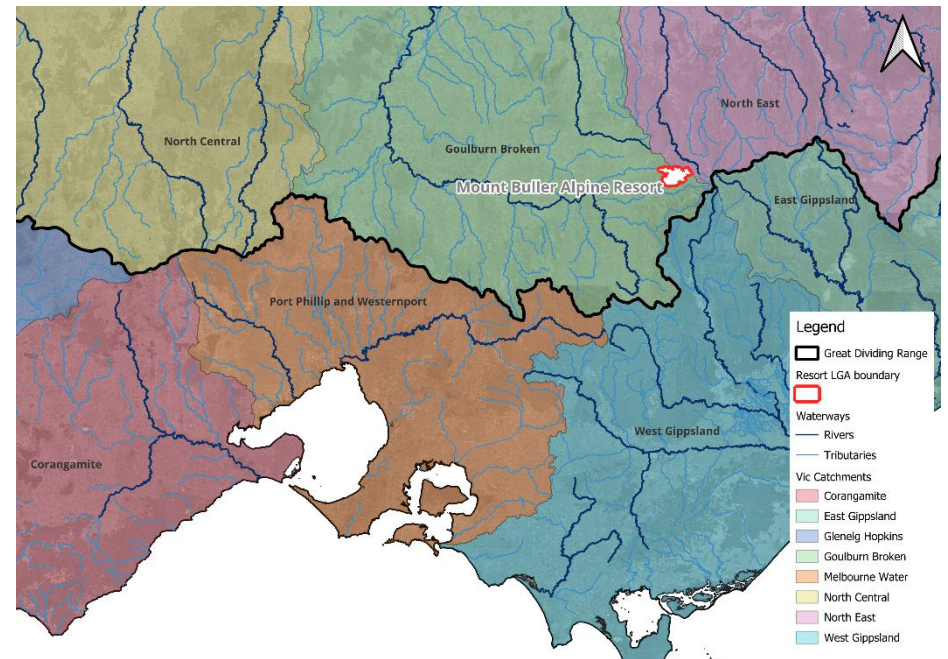 North East
North Central
Goulburn Broken
Mount Buller Alpine Resort
East Gippsland
Port Phillip and Westernport
West Gippsland
Corangamite
Legend
Great Dividing Range
Resort LGA boundary
Waterways
Rivers
Tributaries
Vic Catchments
Corangamite
East Gippsland
Glenelg Hopkins
Goulburn Broken
Melbourne Water
North Central
North East
West Gippsland